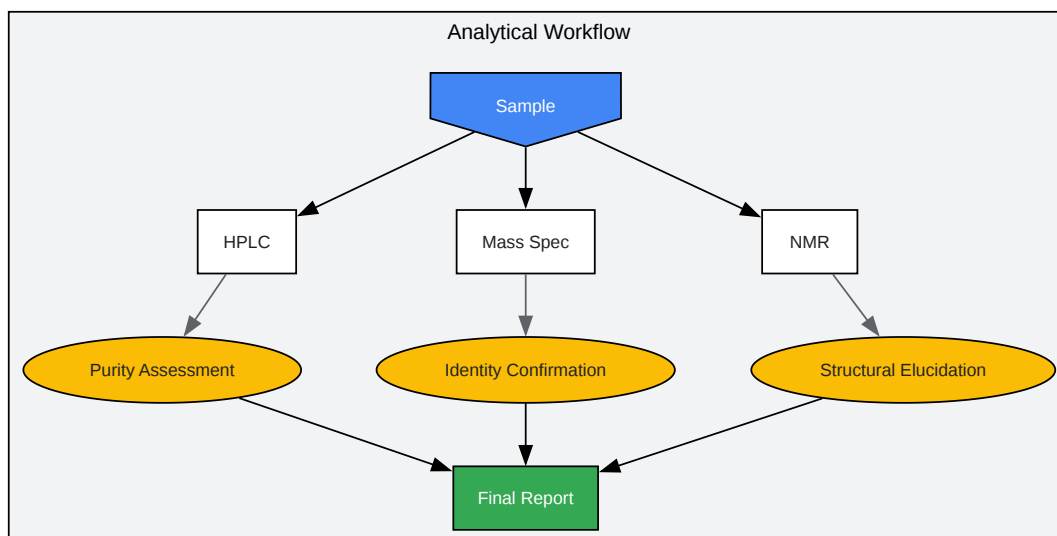 Analytical Workflow
Sample
HPLC
Mass Spec
NMR
Purity Assessment
Identity Confirmation
Structural Elucidation
Final Report